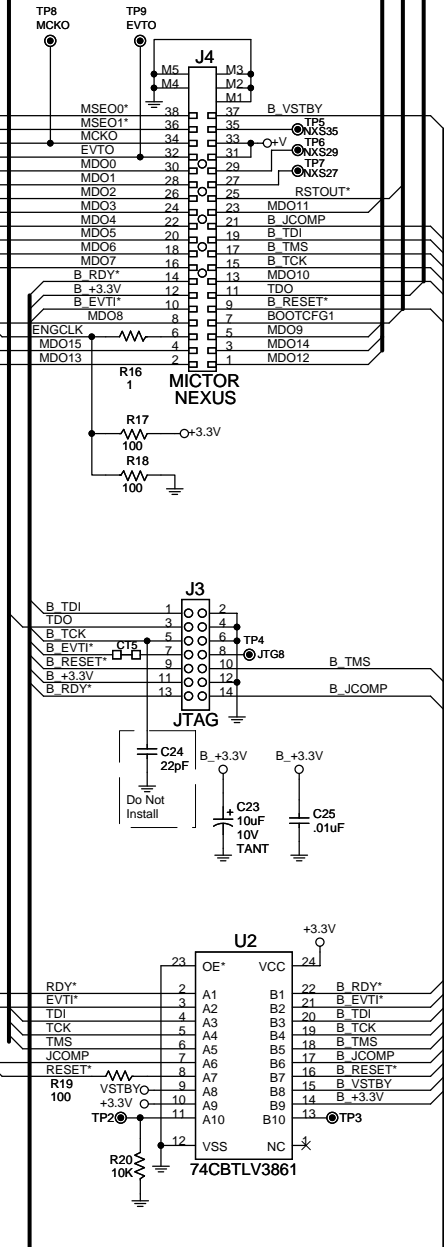 TP8 TP9
MCKO EVTO
J4
M5 M3
M4 M2
M1
MSEO0* 38 37 B_VSTBY
MSEO1* 36 35 TP5 NXS35
MCKO 34 33 +V TP6
EVTO 32 31 NXS29
MDO0 30 29 TP7
MDO1 28 27 NXS27
MDO2 26 25 RSTOUT*
MDO3 24 23 MDO11
MDO4 22 21 B_JCOMP
MDO5 20 19 B_TDI
MDO6 18 17 B_TMS
MDO7 16 15 B_TCK
B_RDY* 14 13 MDO10
B_+3.3V 12 11 TDO
B_EVTI* 10 9 B_RESET*
MDO8 8 7 BOOTCFG1
ENGCLK 6 5 MDO9
MDO15 4 3 MDO14
MDO13 2 1 MDO12
R16
1
MICTOR
NEXUS
R17
100
+3.3V
R18
100
J3
B_TDI 1 2
TDO 3 4
B_TCK 5 6 TP4
B_EVTI* CT5 7 8 JTG8
B_RESET* 9 10 B_TMS
B_+3.3V 11 12
B_RDY* 13 14 B_JCOMP
JTAG
C24
22pF
Do Not
Install
B_+3.3V B_+3.3V
+ C23
10uF
10V
TANT
C25
.01uF
+3.3V
U2
23 OE* VCC 24
RDY* 2 A1 B1 22 B_RDY*
EVTI* 3 A2 B2 21 B_EVTI*
TDI 4 A3 B3 20 B_TDI
TCK 5 A4 B4 19 B_TCK
TMS 6 A5 B5 18 B_TMS
JCOMP 7 A6 B6 17 B_JCOMP
RESET* 8 A7 B7 16 B_RESET*
R19
100
VSTBY 9 A8 B8 15 B_VSTBY
+3.3V 10 A9 B9 14 B_+3.3V
TP2 11 A10 B10 13 TP3
12 VSS NC 1
R20
10K
74CBTLV3861